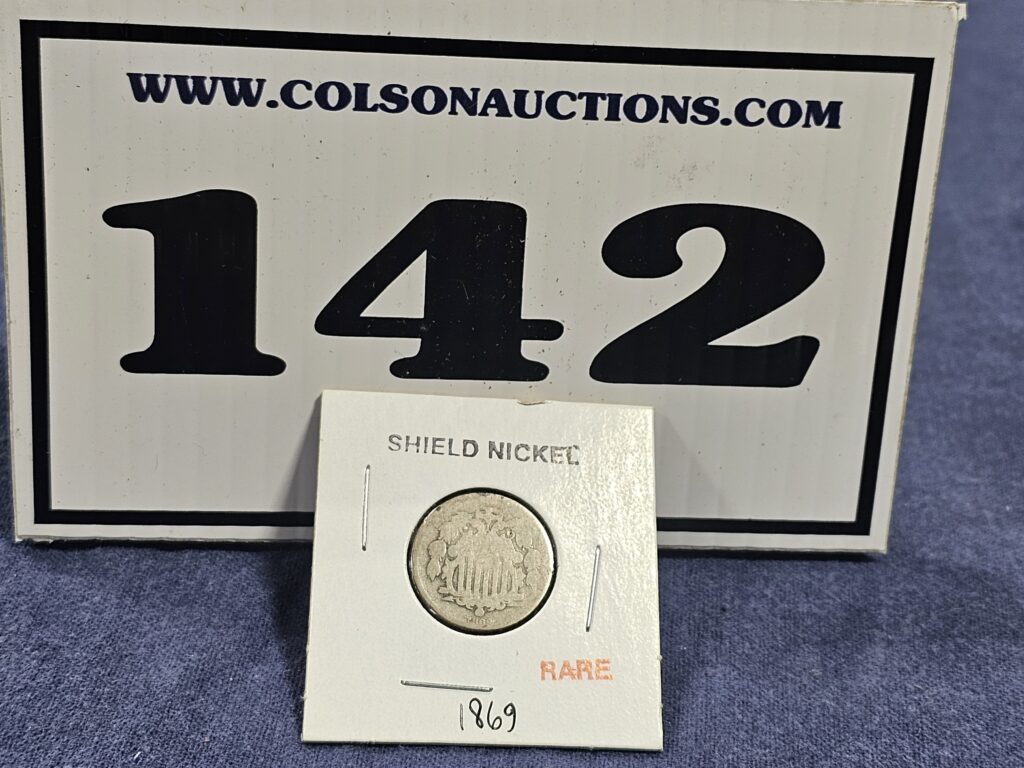 WWW.COLSONAUCTIONS.COM
142
SHIELD NICKEL
RARE
1869